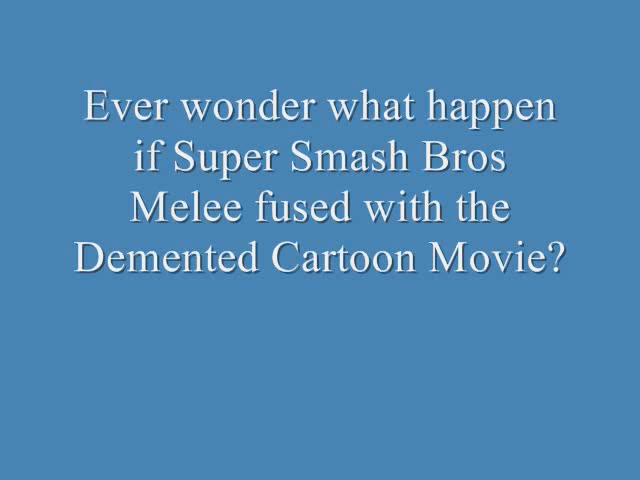 Ever wonder what happen
if Super Smash Bros
Melee fused with the
Demented Cartoon Movie?